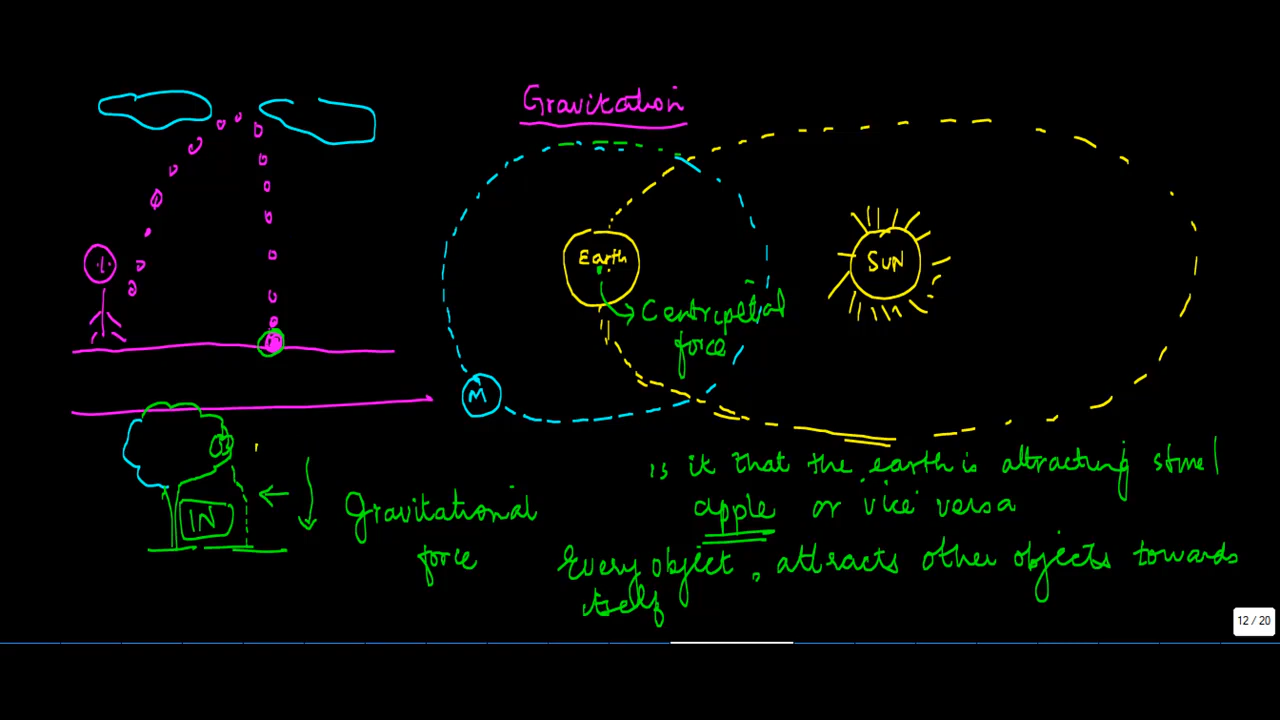 Gravitation
Earth
SUN
Centripetal
force
M
IN
Gravitational
force
is it that the earth is attracting
apple or vice versa
Every object, attracts other objects towards
itself
12 / 20